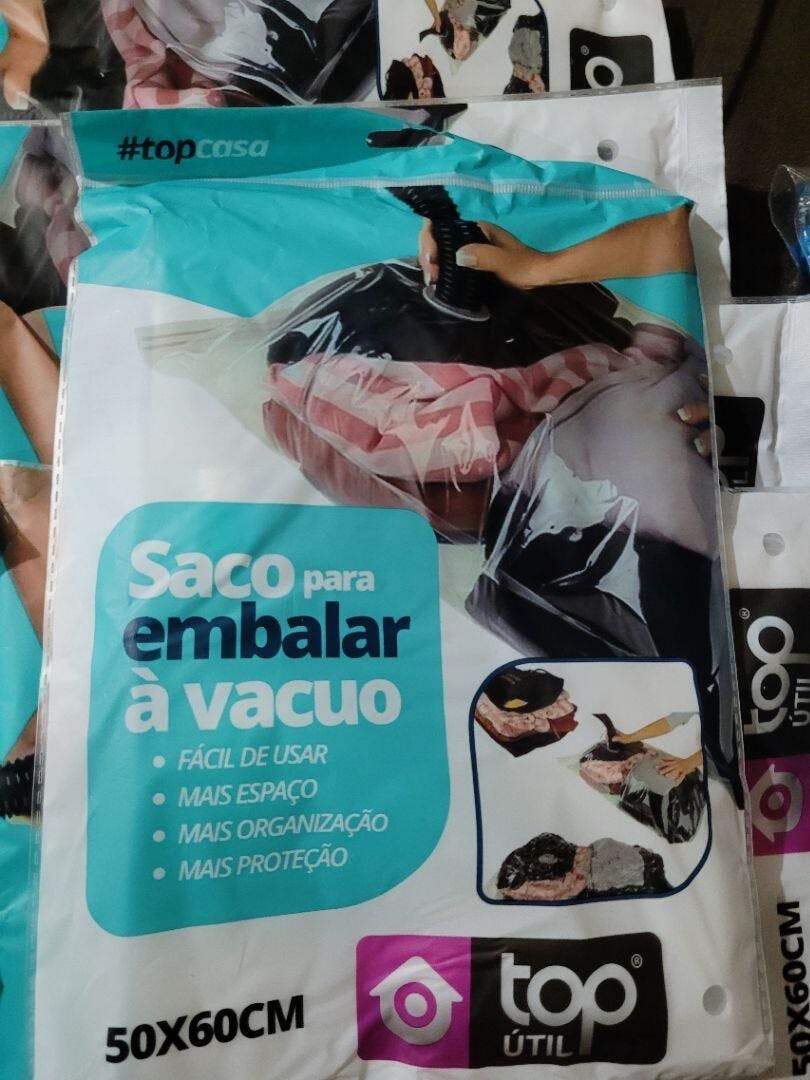 top®
#topcasa
Saco para
embalar
à vacuo
• FÁCIL DE USAR
• MAIS ESPAÇO
• MAIS ORGANIZAÇÃO
• MAIS PROTEÇÃO
50X60CM
top®
ÚTIL
top®
ÚTIL
50X60CM